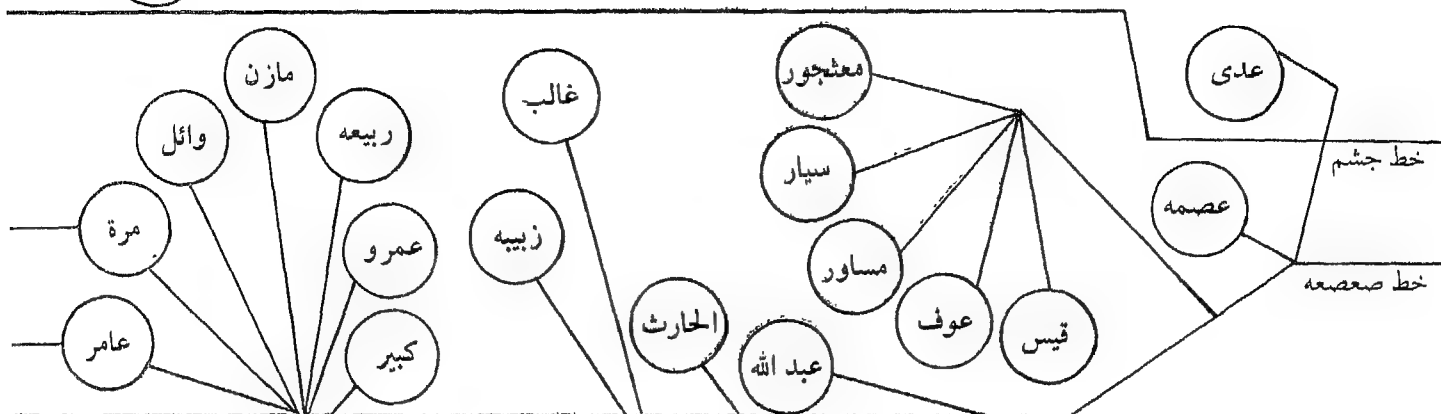 عدى
معثجور
غالب
مازن
ربيعه
وائل
خط جشم
سيار
عصمه
زبيبه
عمرو
مرة
مساور
خط صعصعه
عوف
قيس
الحارث
عامر
كبير
عبد الله